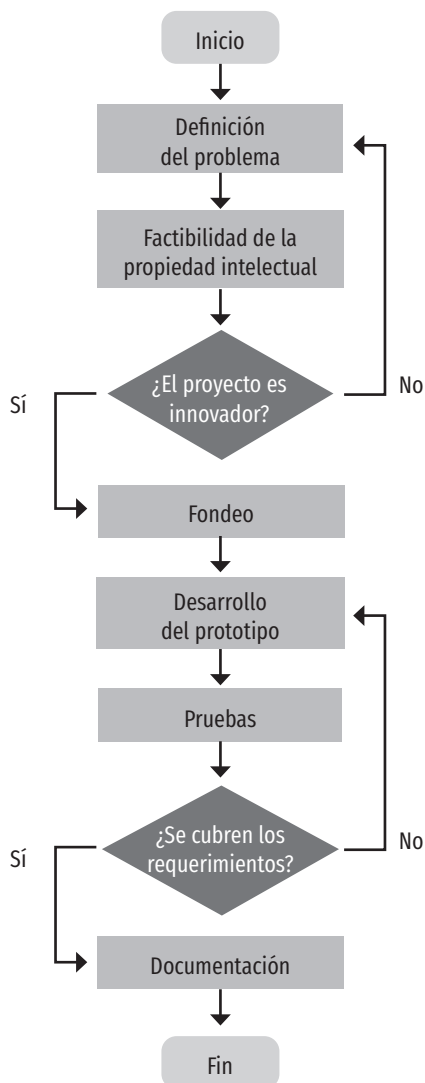 Inicio
Definición
del problema
Factibilidad de la
propiedad intelectual
¿El proyecto es
innovador?
Sí
No
Fondeo
Desarrollo
del prototipo
Pruebas
¿Se cubren los
requerimientos?
Sí
No
Documentación
Fin